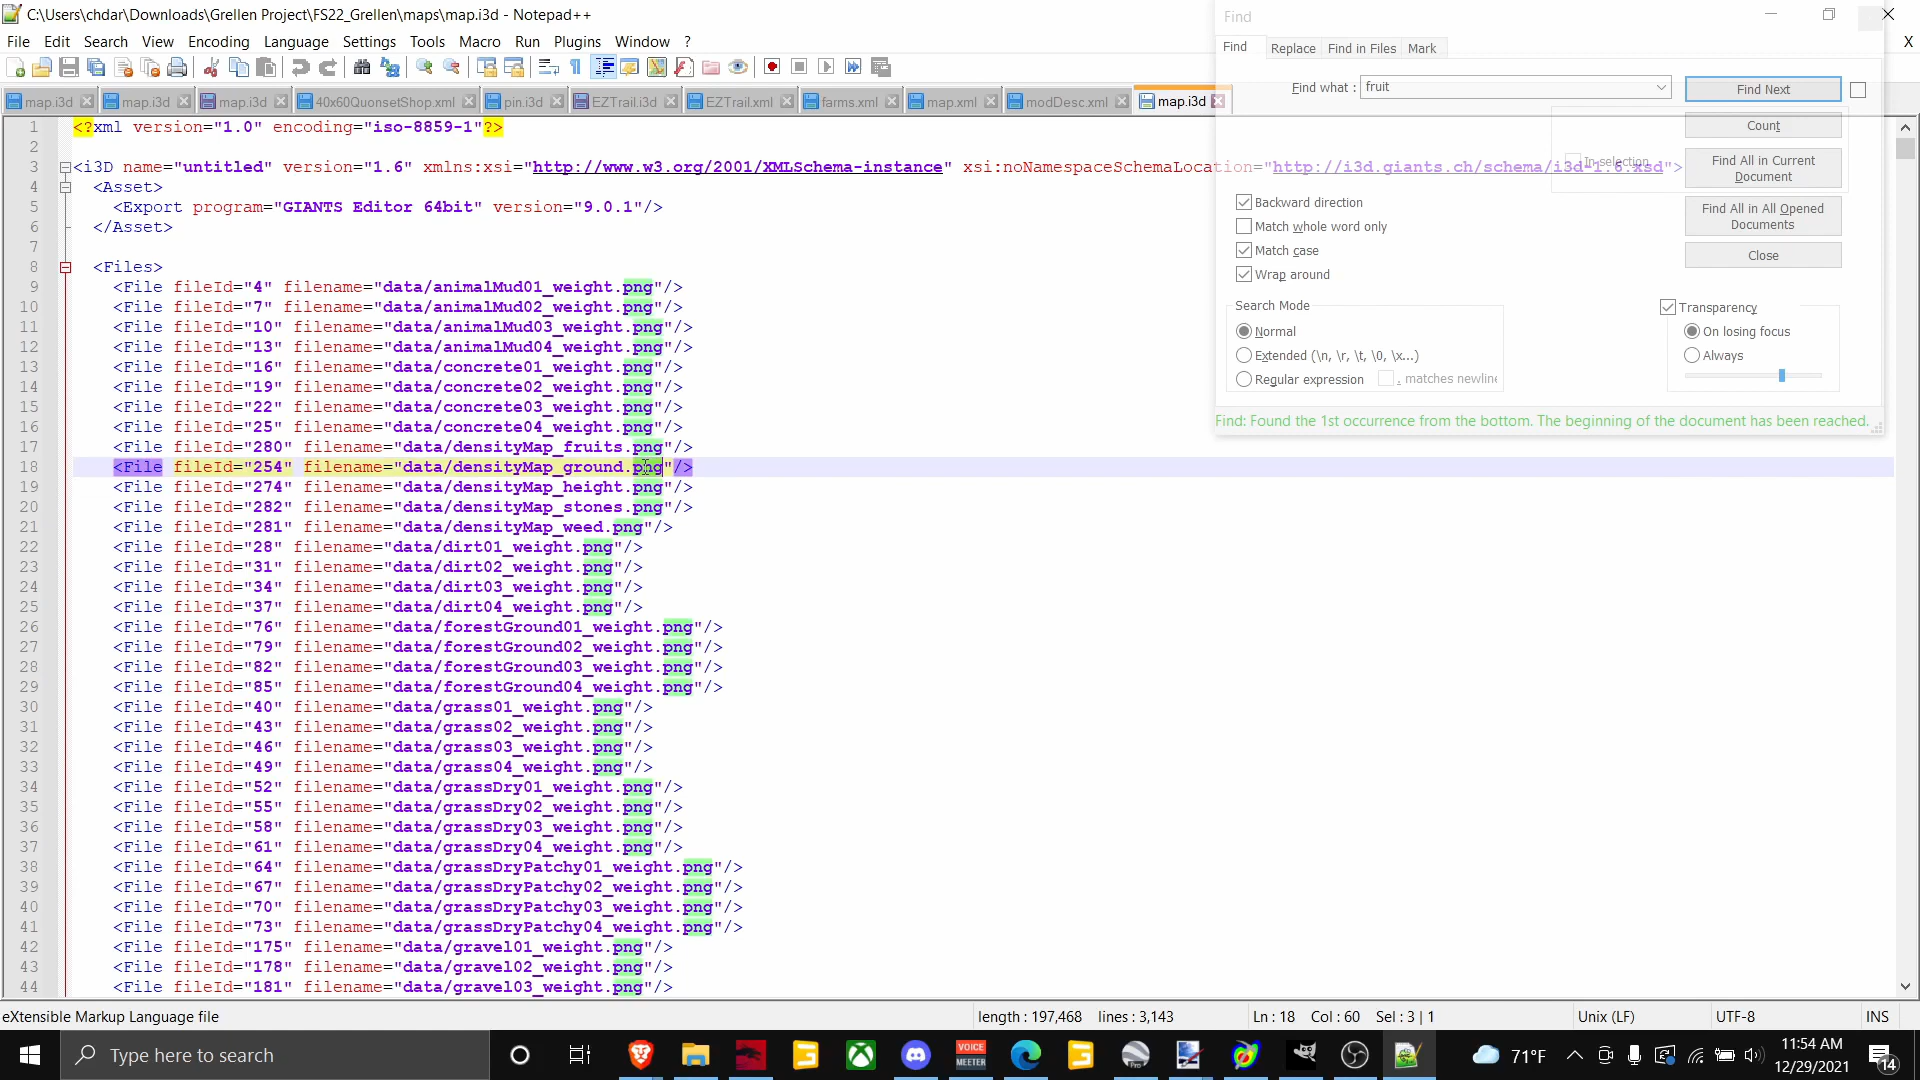 C:\Users\chdar\Downloads\Grellen Project\FS22_Grellen\maps\map.i3d - Notepad++
File Edit Search View Encoding Language Settings Tools Macro Run Plugins Window ?
X
map.i3d map.i3d map.i3d 40x60QuonsetShop.xml pin.i3d EZTrail.i3d EZTrail.xml farms.xml map.xml modDesc.xml map.i3d
1 <?xml version="1.0" encoding="iso-8859-1"?>
2
3 <i3D name="untitled" version="1.6" xmlns:xsi="http://www.w3.org/2001/XMLSchema-instance" xsi:noNamespaceSchemaLocation="http://i3d.giants.ch/schema/i3d-1.6.xsd">
4 <Asset>
5 <Export program="GIANTS Editor 64bit" version="9.0.1"/>
6 </Asset>
7
8 <Files>
9 <File fileId="4" filename="data/animalMud01_weight.png"/>
10 <File fileId="7" filename="data/animalMud02_weight.png"/>
11 <File fileId="10" filename="data/animalMud03_weight.png"/>
12 <File fileId="13" filename="data/animalMud04_weight.png"/>
13 <File fileId="16" filename="data/concrete01_weight.png"/>
14 <File fileId="19" filename="data/concrete02_weight.png"/>
15 <File fileId="22" filename="data/concrete03_weight.png"/>
16 <File fileId="25" filename="data/concrete04_weight.png"/>
17 <File fileId="280" filename="data/densityMap_fruits.png"/>
18 <File fileId="254" filename="data/densityMap_ground.png"/>
19 <File fileId="274" filename="data/densityMap_height.png"/>
20 <File fileId="282" filename="data/densityMap_stones.png"/>
21 <File fileId="281" filename="data/densityMap_weed.png"/>
22 <File fileId="28" filename="data/dirt01_weight.png"/>
23 <File fileId="31" filename="data/dirt02_weight.png"/>
24 <File fileId="34" filename="data/dirt03_weight.png"/>
25 <File fileId="37" filename="data/dirt04_weight.png"/>
26 <File fileId="76" filename="data/forestGround01_weight.png"/>
27 <File fileId="79" filename="data/forestGround02_weight.png"/>
28 <File fileId="82" filename="data/forestGround03_weight.png"/>
29 <File fileId="85" filename="data/forestGround04_weight.png"/>
30 <File fileId="40" filename="data/grass01_weight.png"/>
31 <File fileId="43" filename="data/grass02_weight.png"/>
32 <File fileId="46" filename="data/grass03_weight.png"/>
33 <File fileId="49" filename="data/grass04_weight.png"/>
34 <File fileId="52" filename="data/grassDry01_weight.png"/>
35 <File fileId="55" filename="data/grassDry02_weight.png"/>
36 <File fileId="58" filename="data/grassDry03_weight.png"/>
37 <File fileId="61" filename="data/grassDry04_weight.png"/>
38 <File fileId="64" filename="data/grassDryPatchy01_weight.png"/>
39 <File fileId="67" filename="data/grassDryPatchy02_weight.png"/>
40 <File fileId="70" filename="data/grassDryPatchy03_weight.png"/>
41 <File fileId="73" filename="data/grassDryPatchy04_weight.png"/>
42 <File fileId="175" filename="data/gravel01_weight.png"/>
43 <File fileId="178" filename="data/gravel02_weight.png"/>
44 <File fileId="181" filename="data/gravel03_weight.png"/>
Find
Find Replace Find in Files Mark
Find what : fruit
Find Next
Count
In selection
Find All in Current
Document
Find All in All Opened
Documents
Close
Backward direction
Match whole word only
Match case
Wrap around
Search Mode
Normal
Extended (\n, \r, \t, \0, \x...)
Regular expression . matches newline
Transparency
On losing focus
Always
Find: Found the 1st occurrence from the bottom. The beginning of the document has been reached.
eXtensible Markup Language file length : 197,468 lines : 3,143 Ln : 18 Col : 60 Sel : 3 | 1 Unix (LF) UTF-8 INS
Type here to search
VOICE
MEETER
Pro
71°F
11:54 AM
12/29/2021
14